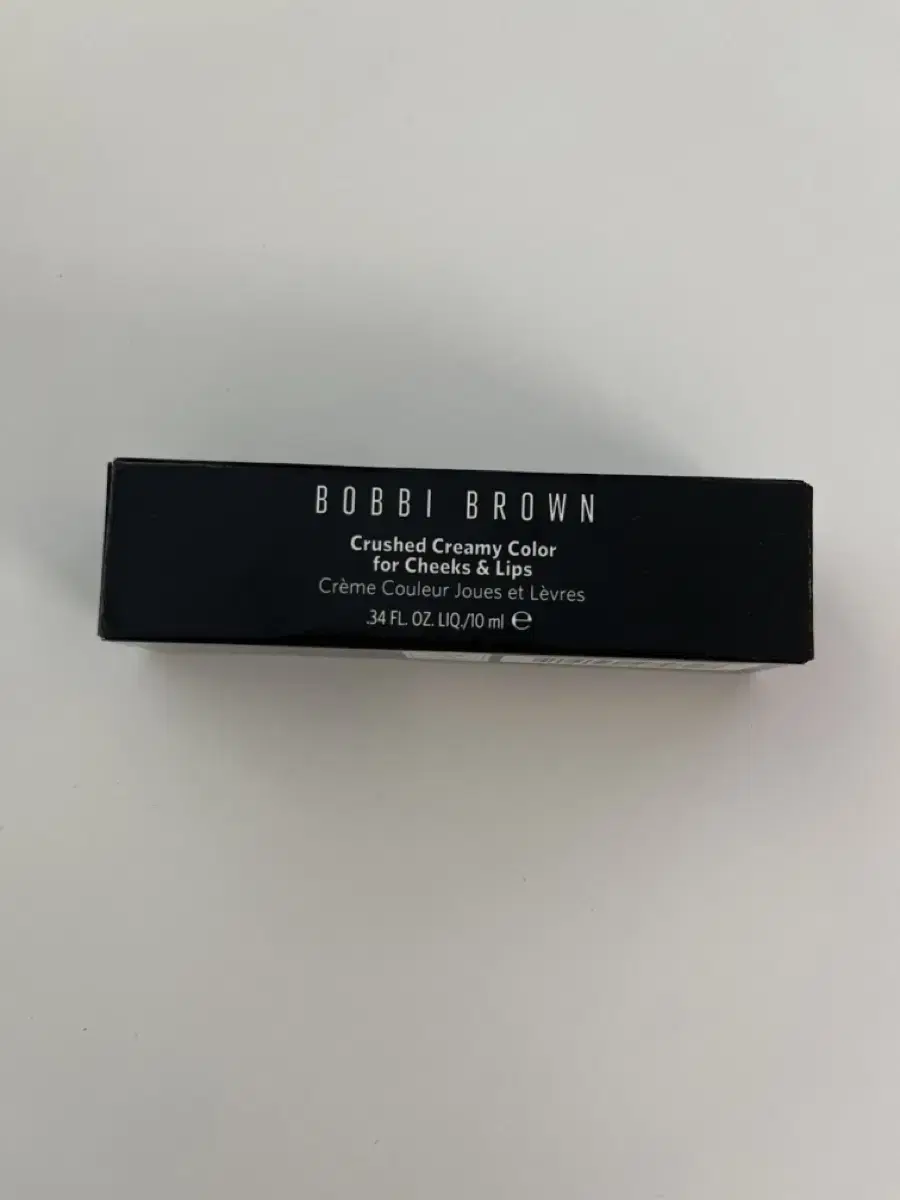 BOBBI BROWN
Crushed Creamy Color
for Cheeks & Lips
Crème Couleur Joues et Lèvres
.34 FL. OZ. LIQ./10 ml ℮